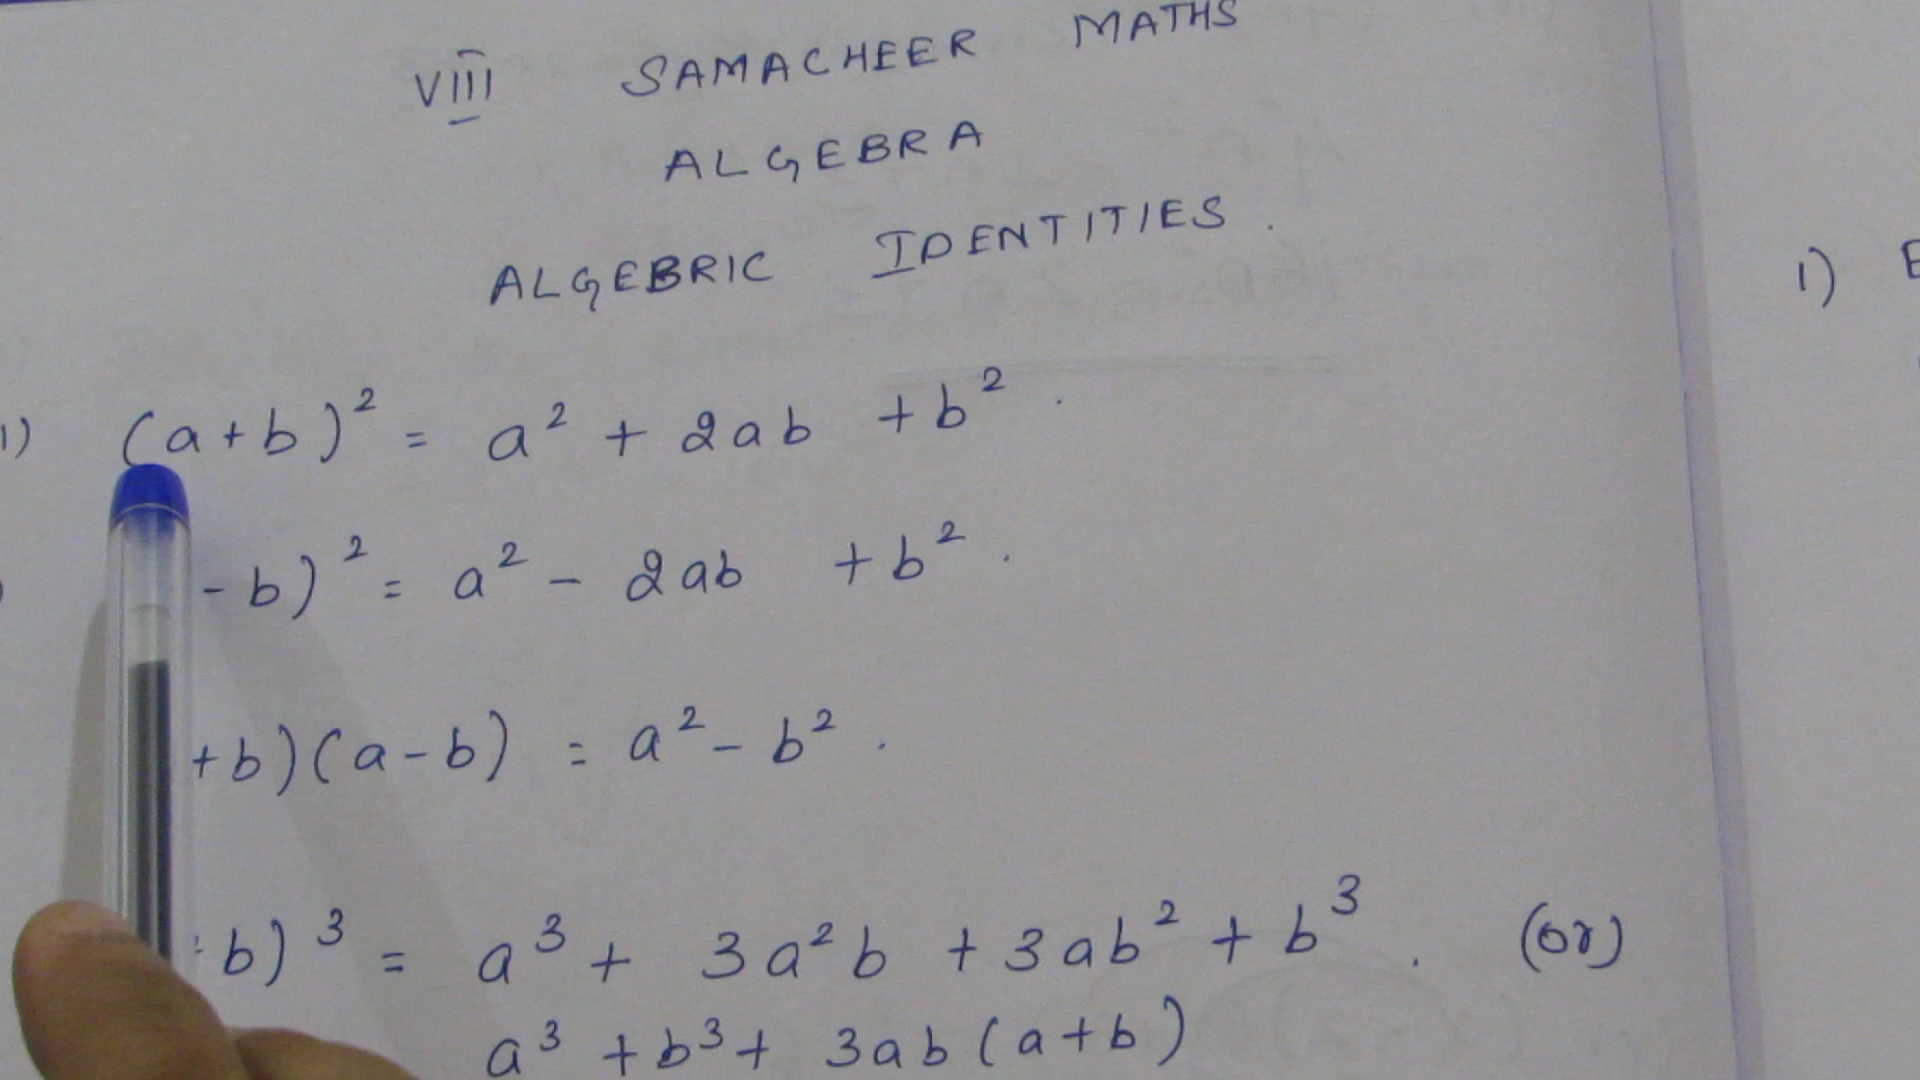 VIII SAMACHEER MATHS
ALGEBRA
ALGEBRIC IDENTITIES.
1) (a+b)² = a² + 2ab + b².
-b)² = a² - 2ab + b².
+b)(a-b) = a² - b².
b)³ = a³ + 3a²b + 3ab² + b³. (or)
a³ + b³ + 3ab(a+b)
1) E